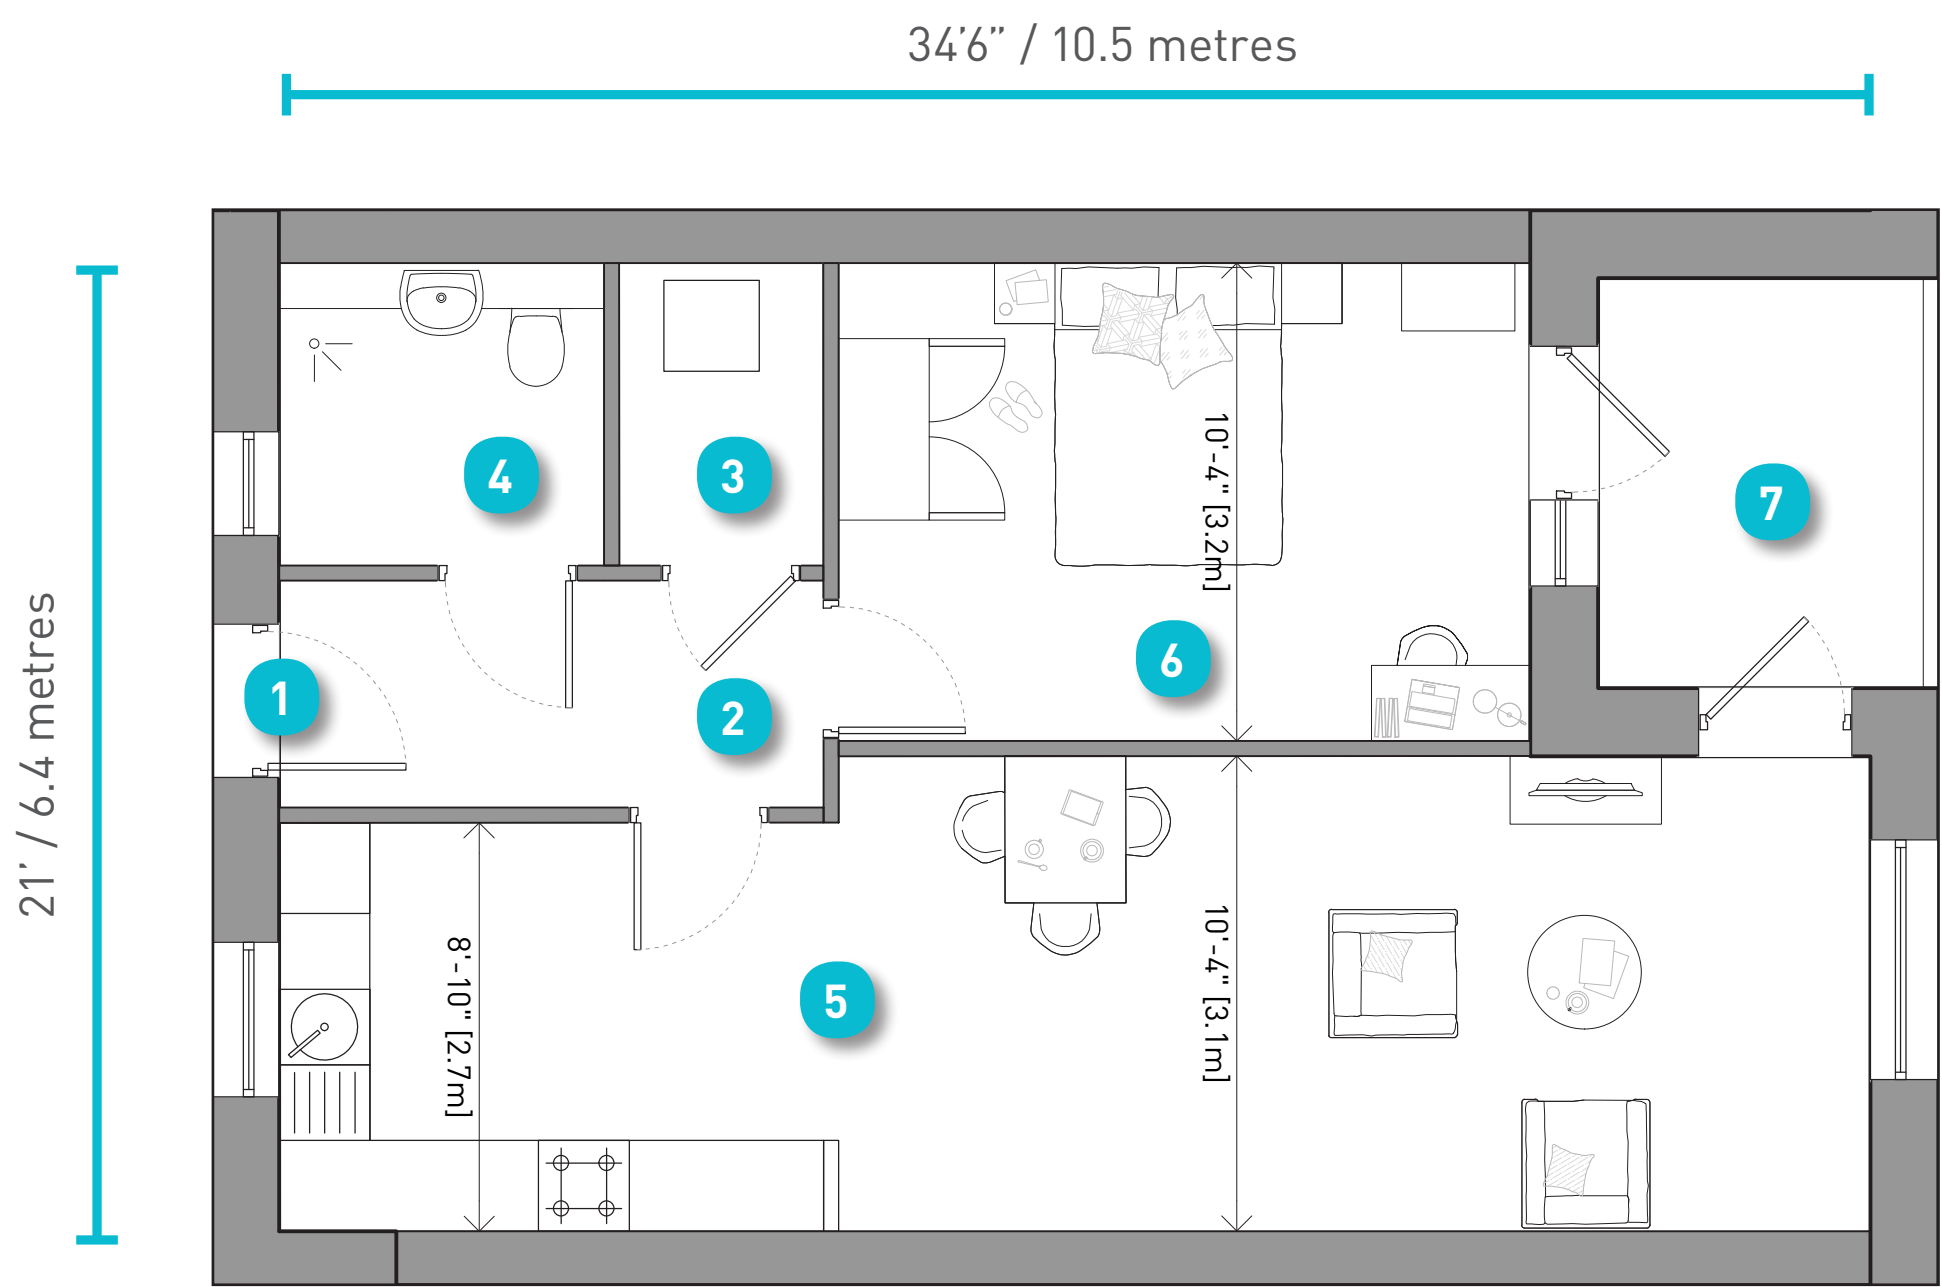 34’6” / 10.5 metres
21’ / 6.4 metres
4
3
10'-4" [3.2m]
7
6
1
2
8'-10" [2.7m]
5
10'-4" [3.1m]